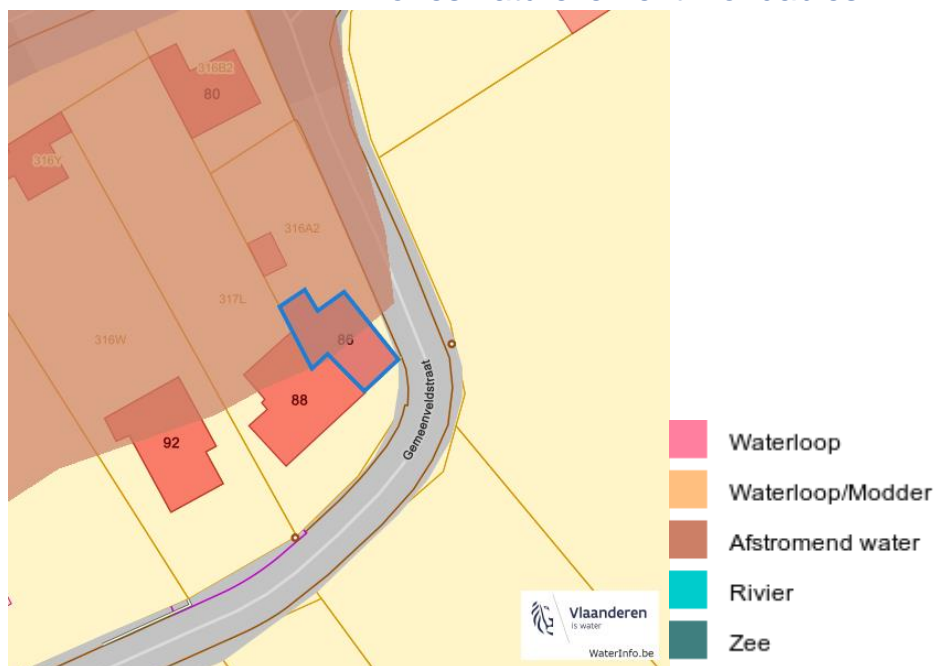 316B2
80
316Y
316A2
317L
316W
86
88
92
Gemeenveldstraat
Waterloop
Waterloop/Modder
Afstromend water
Rivier
Zee
Vlaanderen
is water
WaterInfo.be